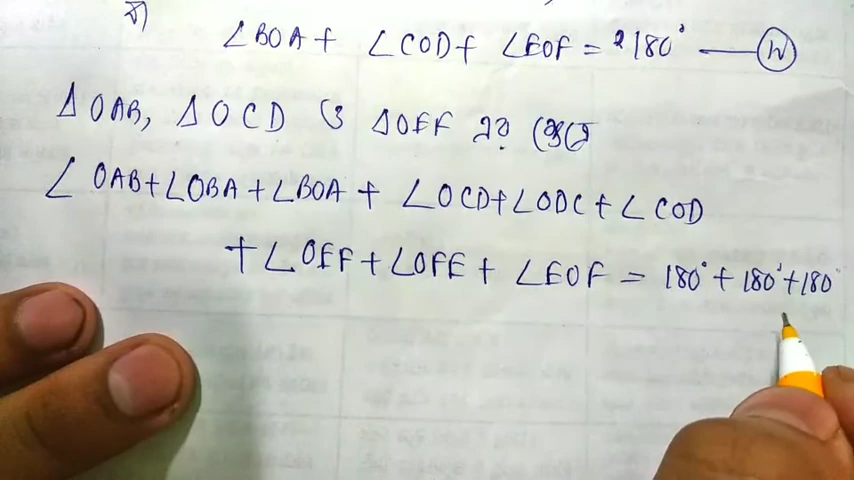 ∠BOA + ∠COD + ∠EOF = 180° —— (iv)
ΔOAB, ΔOCD ও ΔOEF এর ক্ষেত্রে
∠OAB + ∠OBA + ∠BOA + ∠OCD + ∠ODC + ∠COD
+ ∠OEF + ∠OFE + ∠EOF = 180° + 180° + 180°